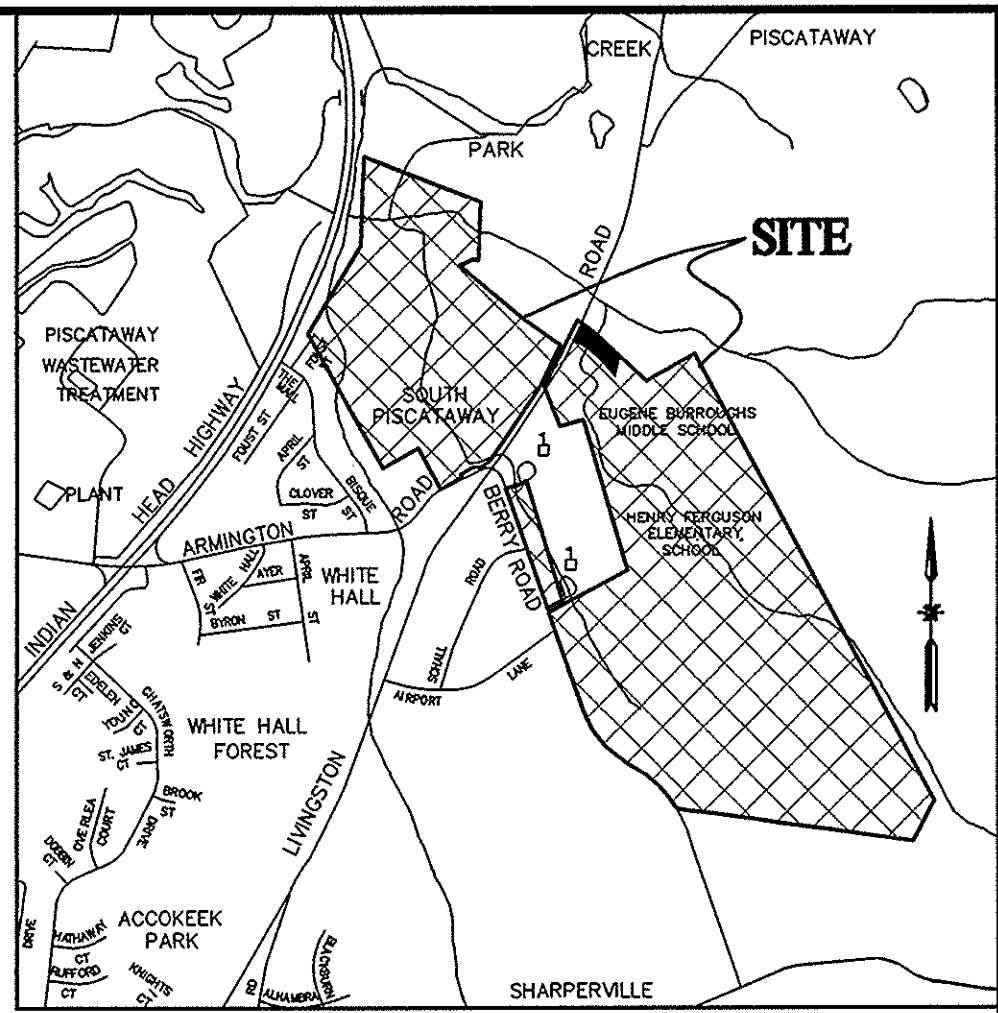 CREEK
PISCATAWAY
PARK
SITE
ROAD
PISCATAWAY
WASTEWATER
TREATMENT
PLANT
INDIAN
HEAD
HIGHWAY
THE
MALL
FOUST ST
APRIL
ST
CLOVER
ST
BISQUE
ST
SOUTH
PISCATAWAY
EUGENE BURROUGHS
MIDDLE SCHOOL
1
BERRY
ROAD
HENRY FERGUSON
ELEMENTARY
SCHOOL
1
ARMINGTON
ROAD
FIR
ST
WHITE HALL
AYER
APRIL
ST
BYRON ST
WHITE
HALL
SCHALL
ROAD
AIRPORT
LANE
S & N
CT
JENKINS
CT
EDELEN
CT
YOUNG
CT
ST. JAMES
CT
CHATSWORTH
DRIVE
BROOK
ST
WHITE HALL
FOREST
OVERLEA
COURT
DOBBIN
CT
LIVINGSTON
RD
DRIVE
HATHAWAY
CT
RUFFORD
CT
ACCOKEEK
PARK
KNIGHTS
CT
ALHAMBRA
BLACKBURN
SHARPERVILLE